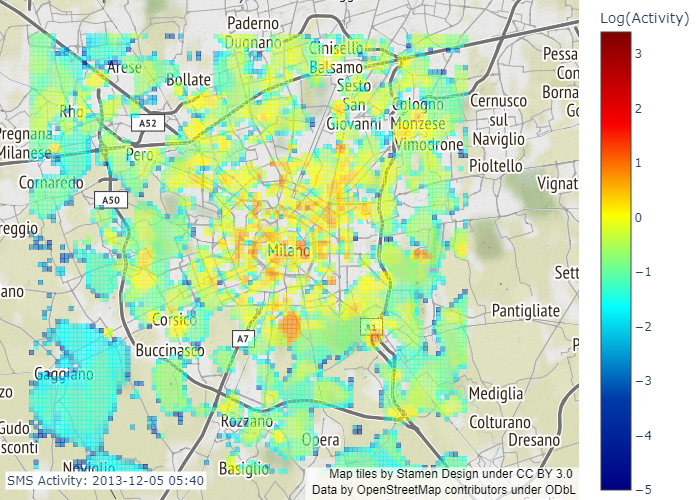 Log(Activity)
Paderno
Dugnano
Cinisello
Balsamo
Arese
Bollate
Sesto
San
Giovanni
Pessa
Con
Borna
Go
Rho
A52
Cologno
Monzese
Cernusco
sul
Naviglio
Pregnana
Milanese
Pero
Vimodrone
Pioltello
Cornaredo
A50
Vignat
reggio
Milano
Sett
ano
Corsico
A7
A1
Pantigliate
P
Buccinasco
Gaggiano
zo
Mediglia
Gudo
sconti
Rozzano
Opera
Colturano
Dresano
Noviglio
Basiglio
SMS Activity: 2013-12-05 05:40
Map tiles by Stamen Design under CC BY 3.0
Data by OpenStreetMap contributors under ODbL
3
2
1
0
−1
−2
−3
−4
−5